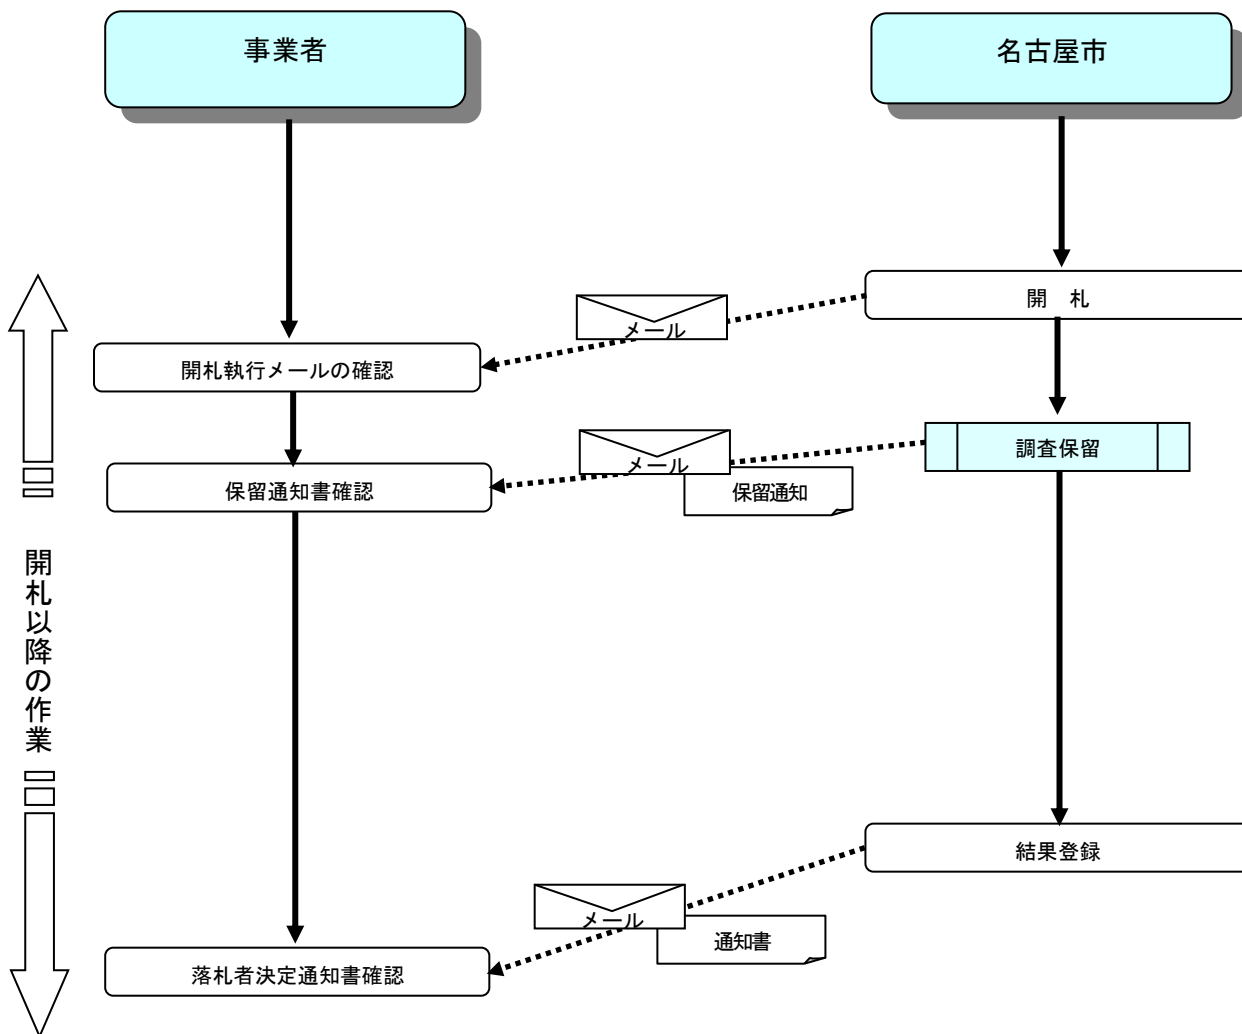 事業者
名古屋市
開　札
メール
開札執行メールの確認
調査保留
メール
保留通知
保留通知書確認
開札以降の作業
結果登録
メール
通知書
落札者決定通知書確認